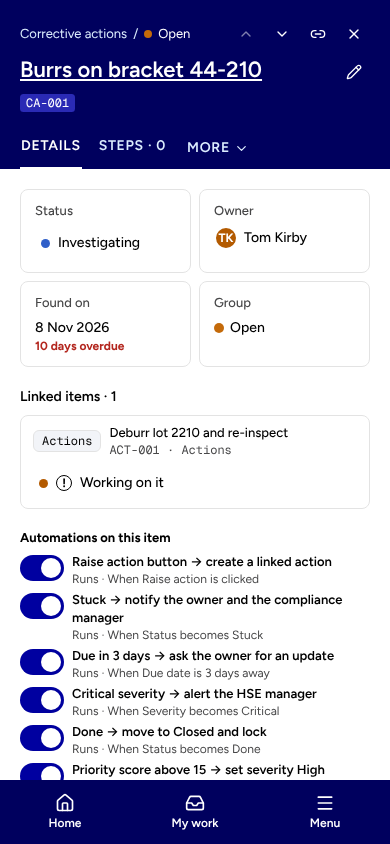 Corrective actions / Open
Burrs on bracket 44-210
CA-001
DETAILS STEPS · 0 MORE
Status
Investigating
Owner
TK Tom Kirby
Found on
8 Nov 2026
10 days overdue
Group
Open
Linked items · 1
Actions
Deburr lot 2210 and re-inspect
ACT-001 · Actions
Working on it
Automations on this item
Raise action button → create a linked action
Runs · When Raise action is clicked
Stuck → notify the owner and the compliance
manager
Runs · When Status becomes Stuck
Due in 3 days → ask the owner for an update
Runs · When Due date is 3 days away
Critical severity → alert the HSE manager
Runs · When Severity becomes Critical
Done → move to Closed and lock
Runs · When Status becomes Done
Priority score above 15 → set severity High
Home My work Menu